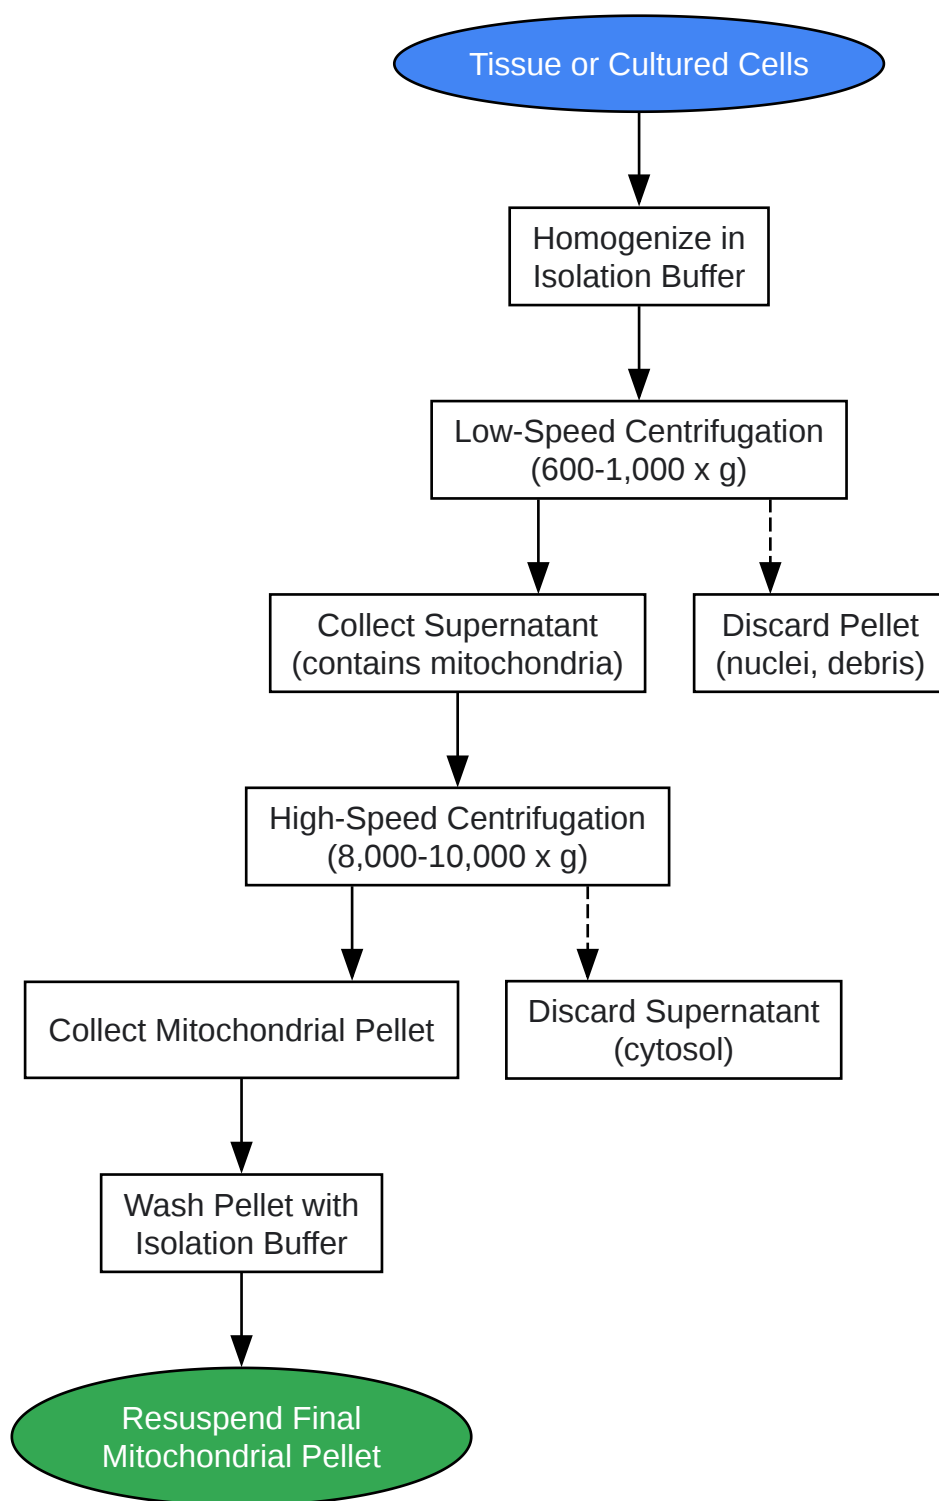 Tissue or Cultured Cells
Homogenize in
Isolation Buffer
Low-Speed Centrifugation
(600-1,000 x g)
Collect Supernatant
(contains mitochondria)
Discard Pellet
(nuclei, debris)
High-Speed Centrifugation
(8,000-10,000 x g)
Collect Mitochondrial Pellet
Discard Supernatant
(cytosol)
Wash Pellet with
Isolation Buffer
Resuspend Final
Mitochondrial Pellet